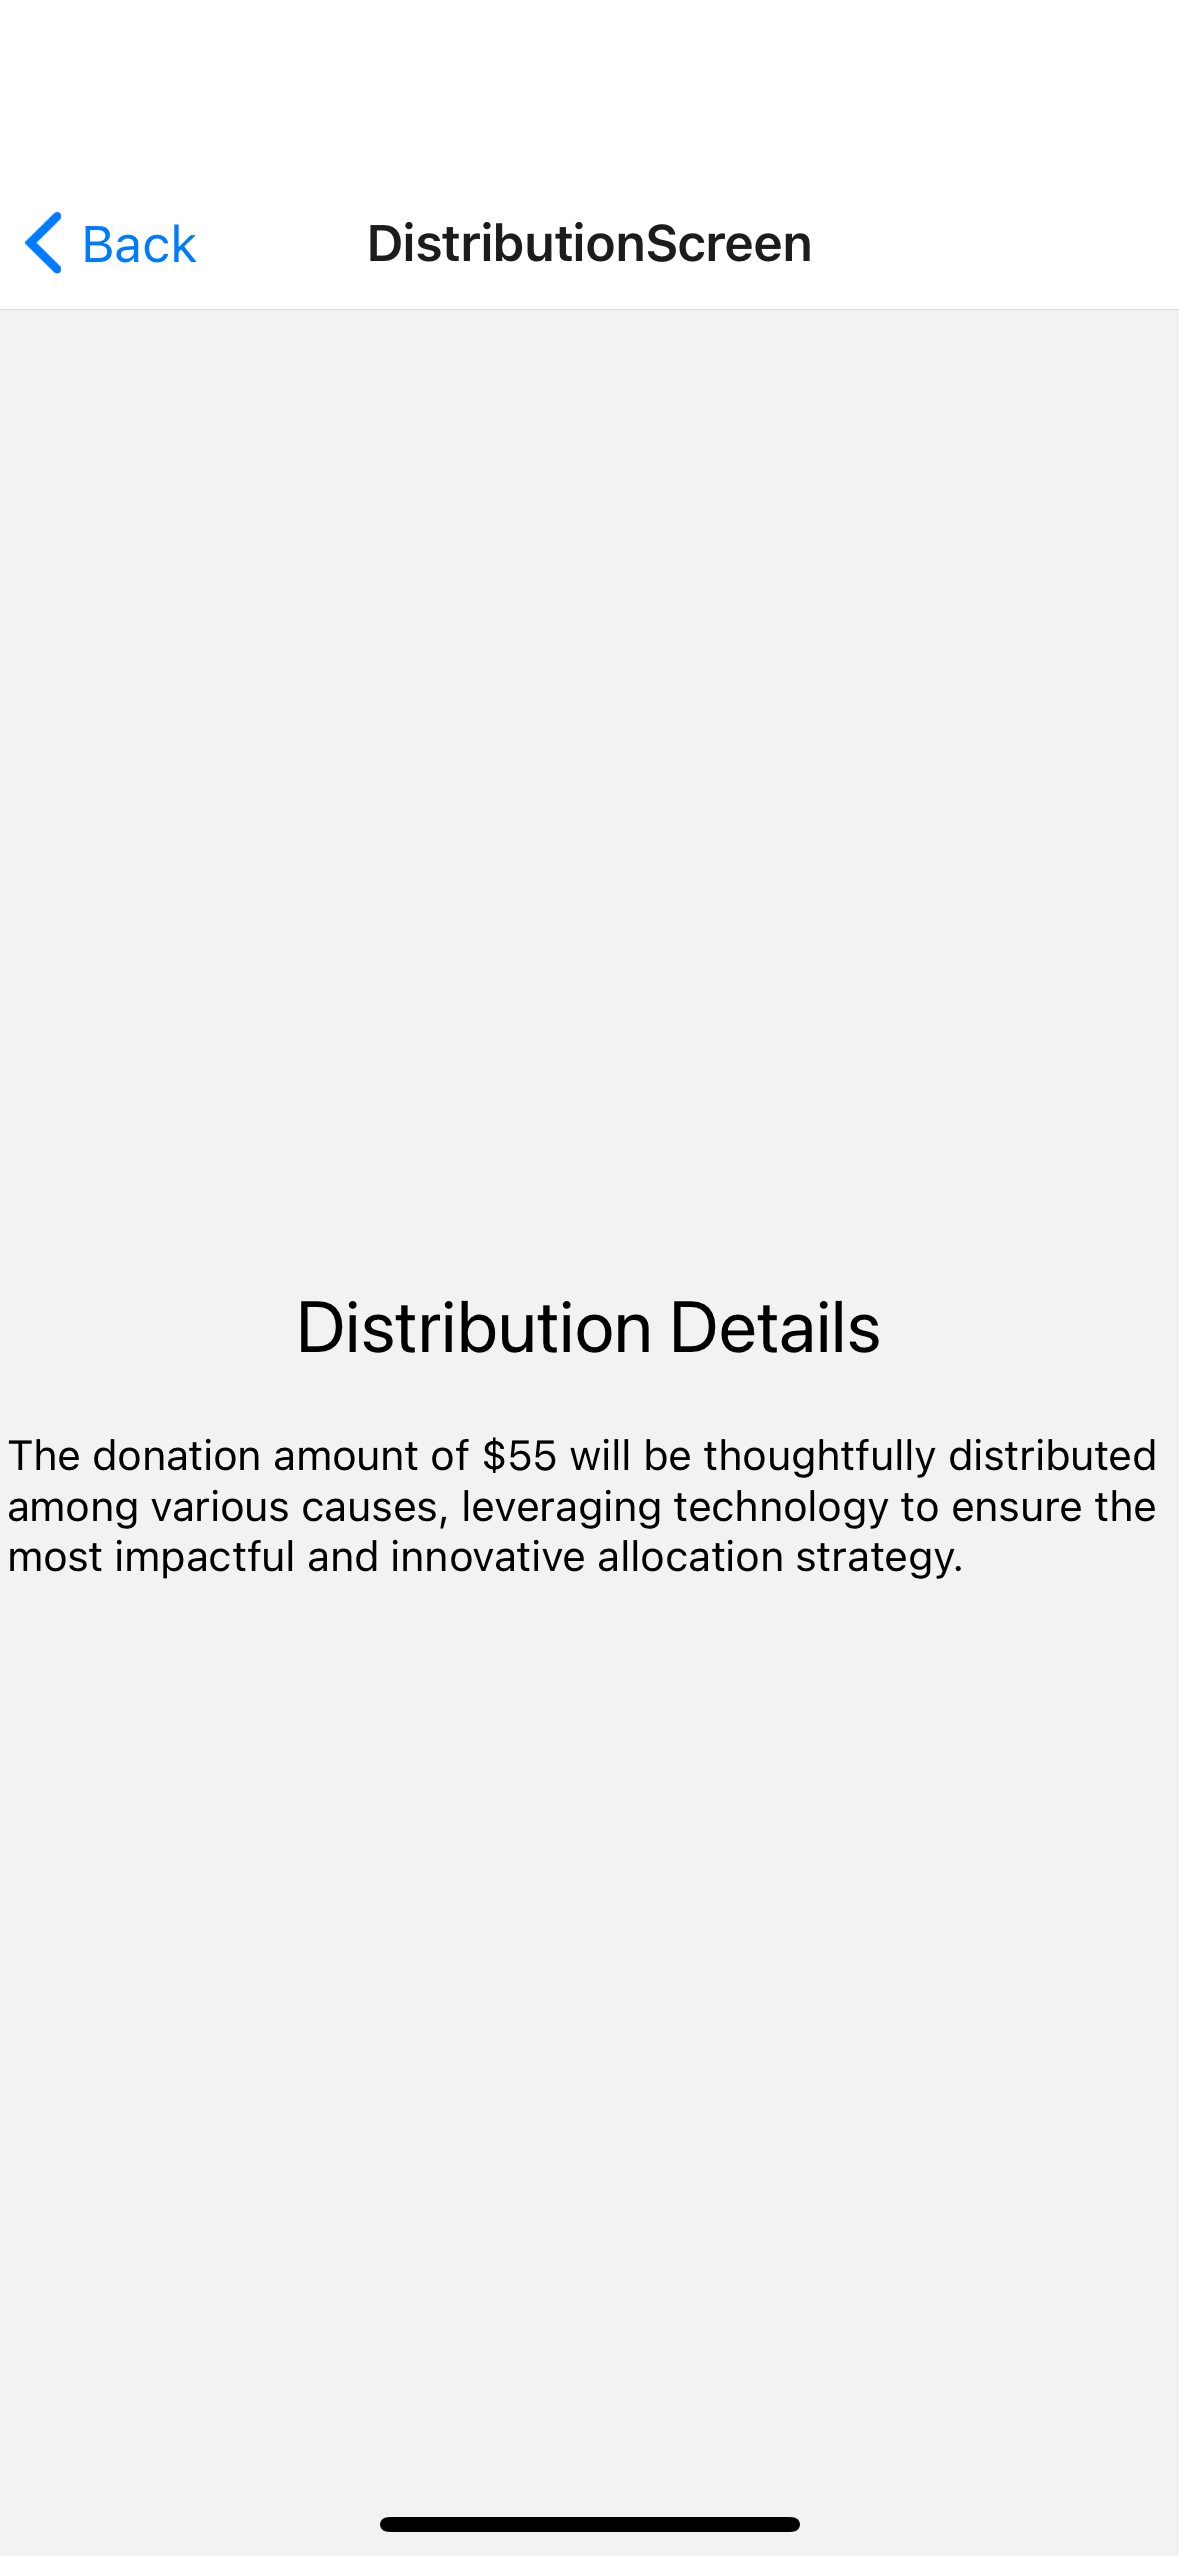 Back
DistributionScreen
Distribution Details
The donation amount of $55 will be thoughtfully distributed
among various causes, leveraging technology to ensure the
most impactful and innovative allocation strategy.